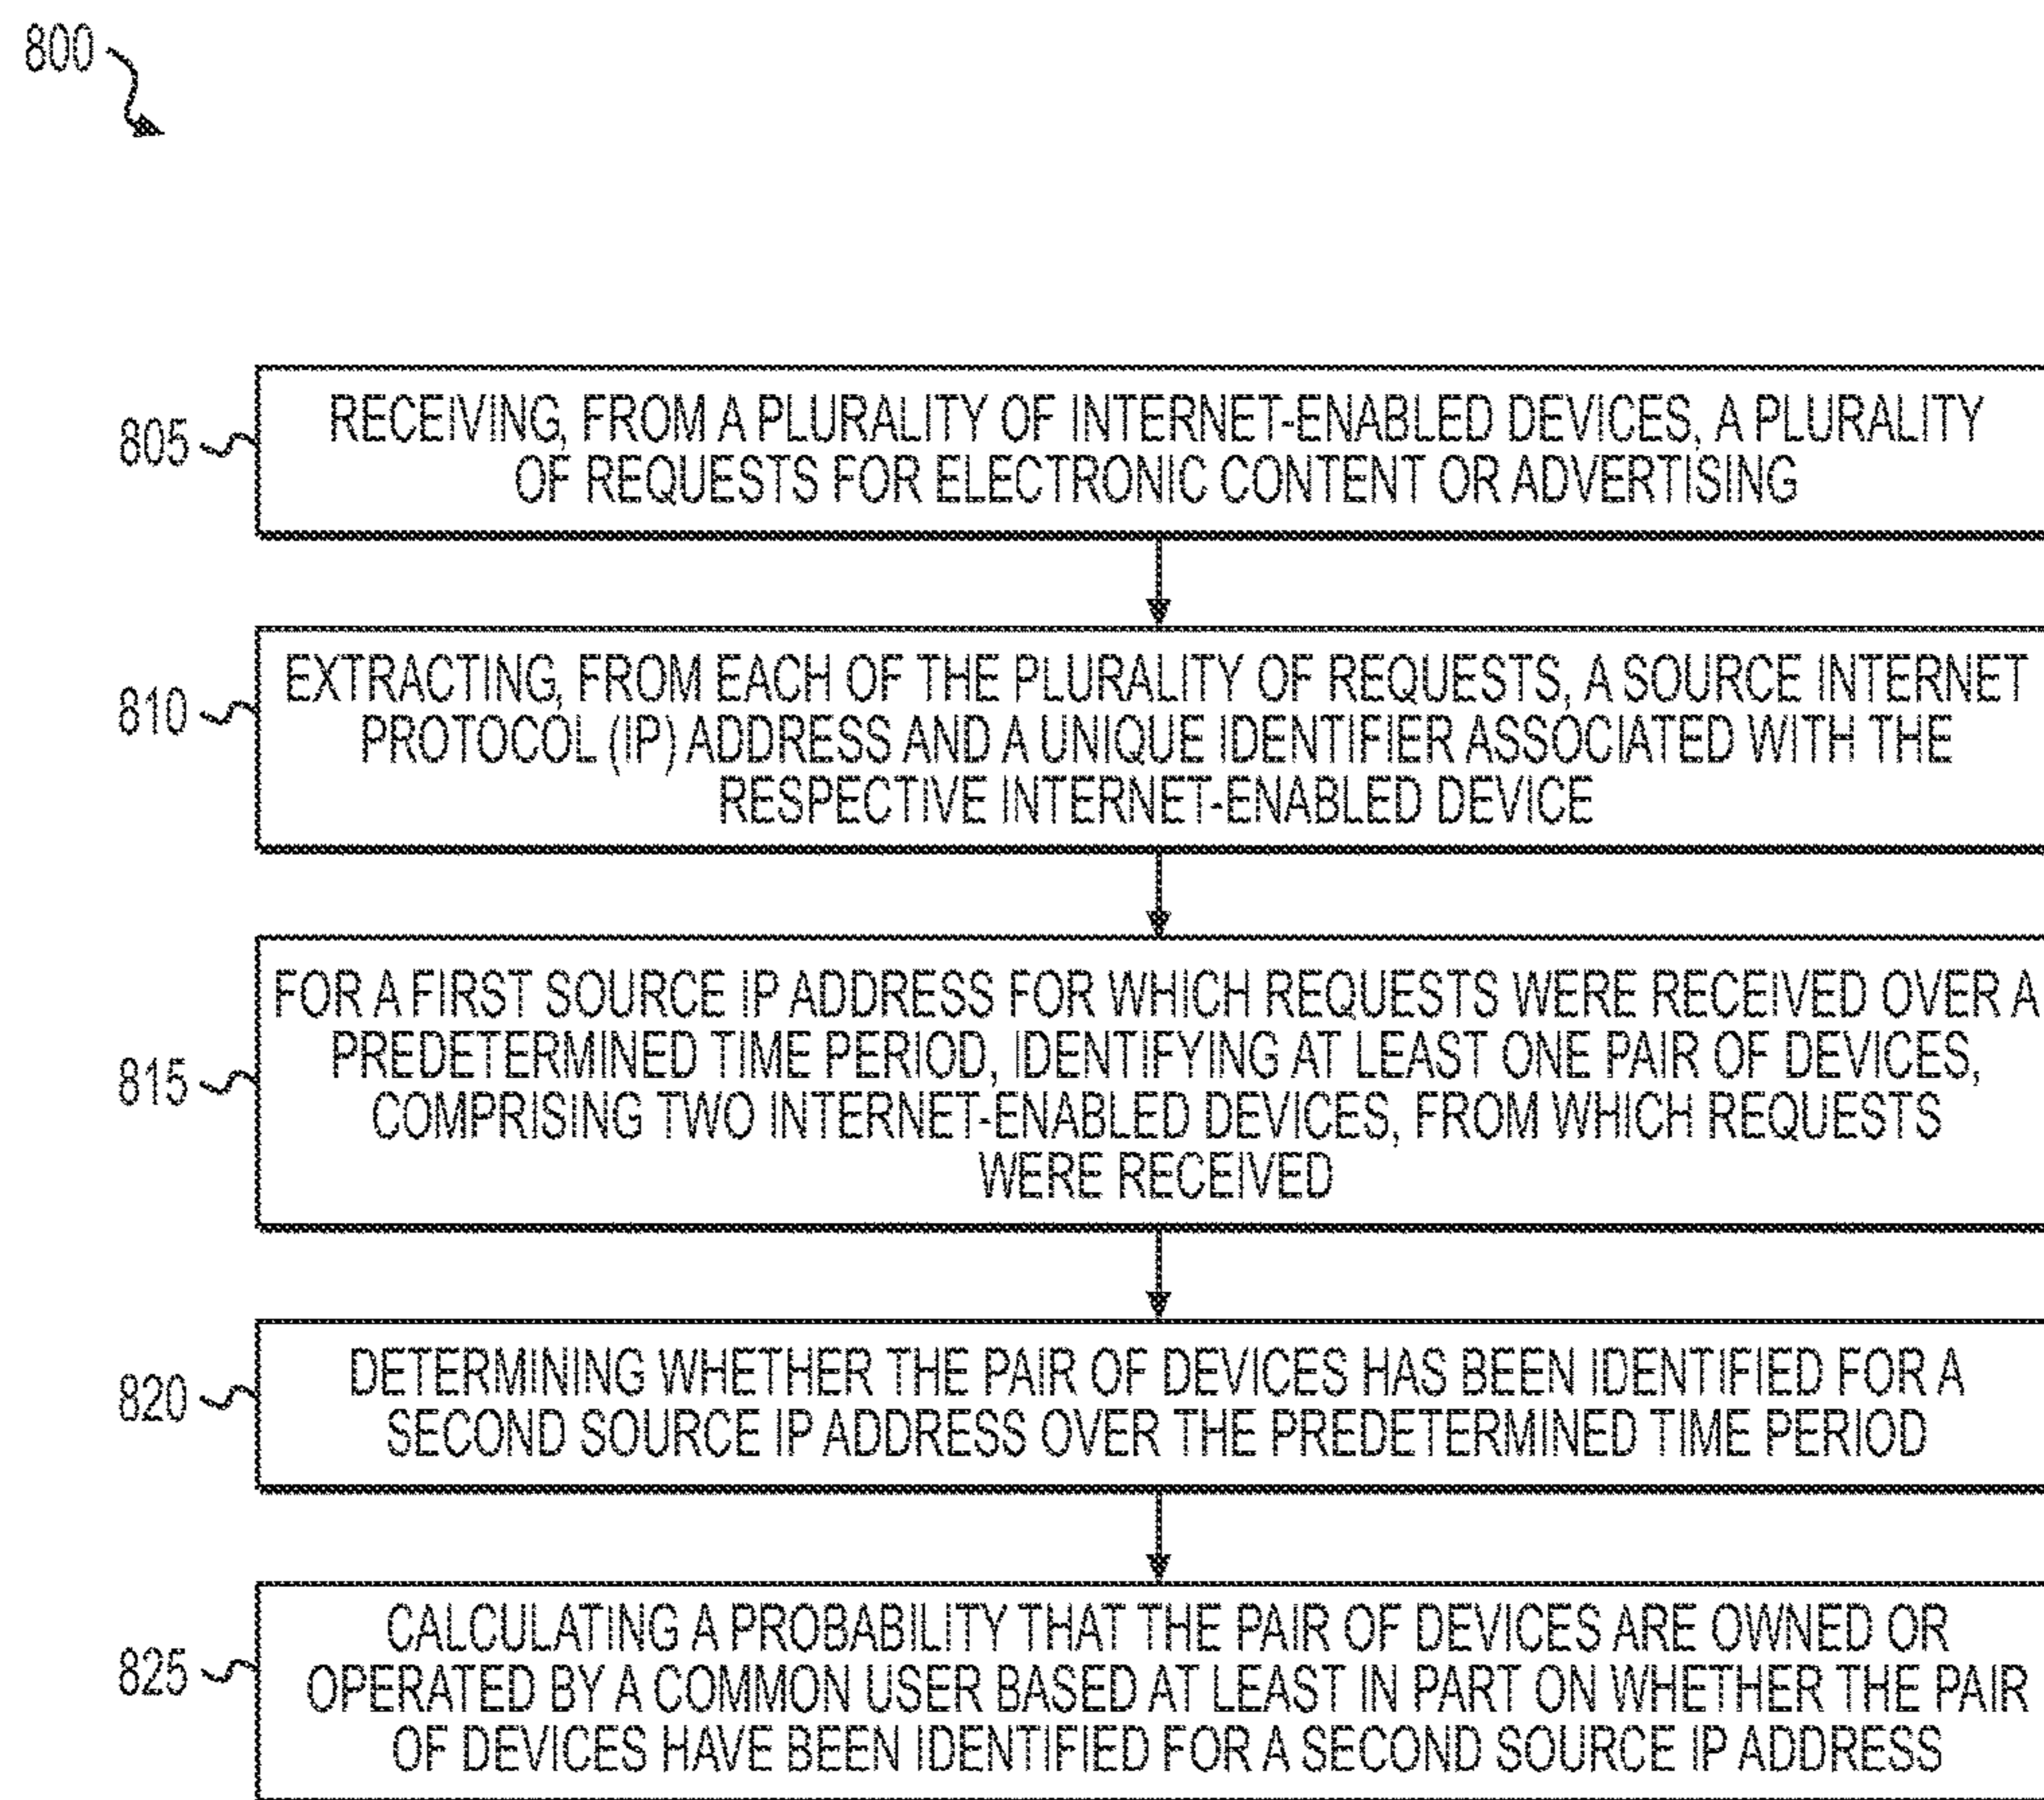 800
805
RECEIVING, FROM A PLURALITY OF INTERNET-ENABLED DEVICES, A PLURALITY
OF REQUESTS FOR ELECTRONIC CONTENT OR ADVERTISING
810
EXTRACTING, FROM EACH OF THE PLURALITY OF REQUESTS, A SOURCE INTERNET
PROTOCOL (IP) ADDRESS AND A UNIQUE IDENTIFIER ASSOCIATED WITH THE
RESPECTIVE INTERNET-ENABLED DEVICE
815
FOR A FIRST SOURCE IP ADDRESS FOR WHICH REQUESTS WERE RECEIVED OVER A
PREDETERMINED TIME PERIOD, IDENTIFYING AT LEAST ONE PAIR OF DEVICES,
COMPRISING TWO INTERNET-ENABLED DEVICES, FROM WHICH REQUESTS
WERE RECEIVED
820
DETERMINING WHETHER THE PAIR OF DEVICES HAS BEEN IDENTIFIED FOR A
SECOND SOURCE IP ADDRESS OVER THE PREDETERMINED TIME PERIOD
825
CALCULATING A PROBABILITY THAT THE PAIR OF DEVICES ARE OWNED OR
OPERATED BY A COMMON USER BASED AT LEAST IN PART ON WHETHER THE PAIR
OF DEVICES HAVE BEEN IDENTIFIED FOR A SECOND SOURCE IP ADDRESS